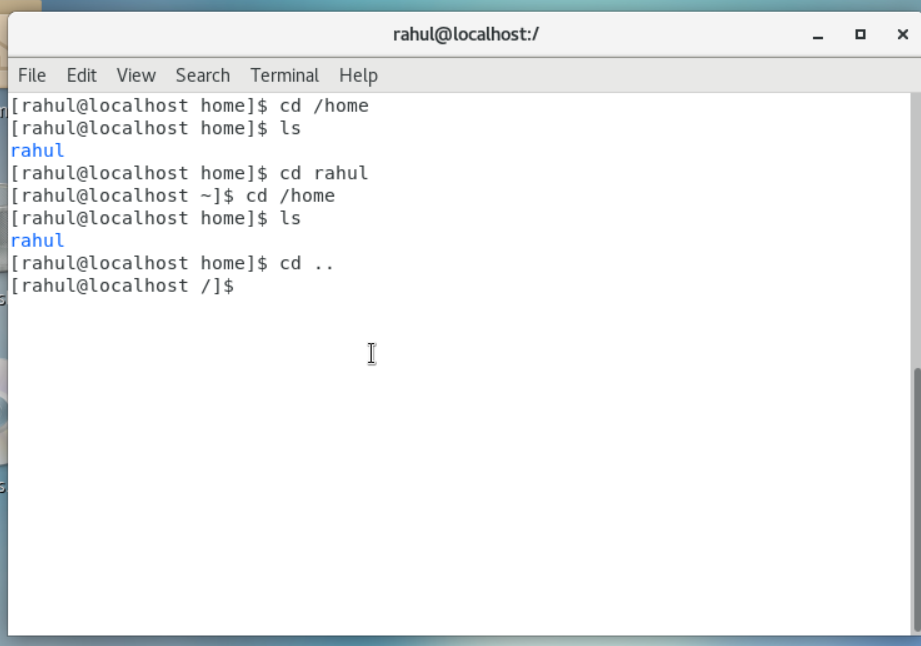 rahul@localhost:/
File Edit View Search Terminal Help
[rahul@localhost home]$ cd /home
[rahul@localhost home]$ ls
rahul
[rahul@localhost home]$ cd rahul
[rahul@localhost ~]$ cd /home
[rahul@localhost home]$ ls
rahul
[rahul@localhost home]$ cd ..
[rahul@localhost /]$